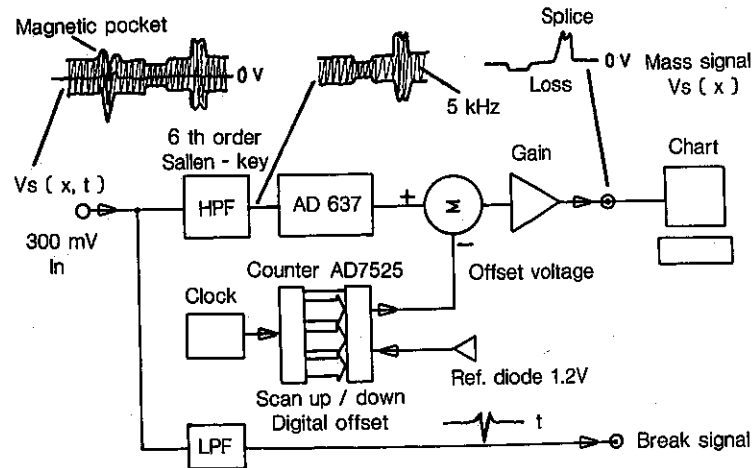 Magnetic pocket
Splice
0 V
0 V
Mass signal
Vs ( x )
Loss
5 kHz
6 th order
Sallen - key
Gain
Chart
Vs ( x, t )
HPF
AD 637
+
Σ
300 mV
In
−
Counter AD7525
Offset voltage
Clock
Ref. diode 1.2V
Scan up / down
Digital offset
t
LPF
Break signal